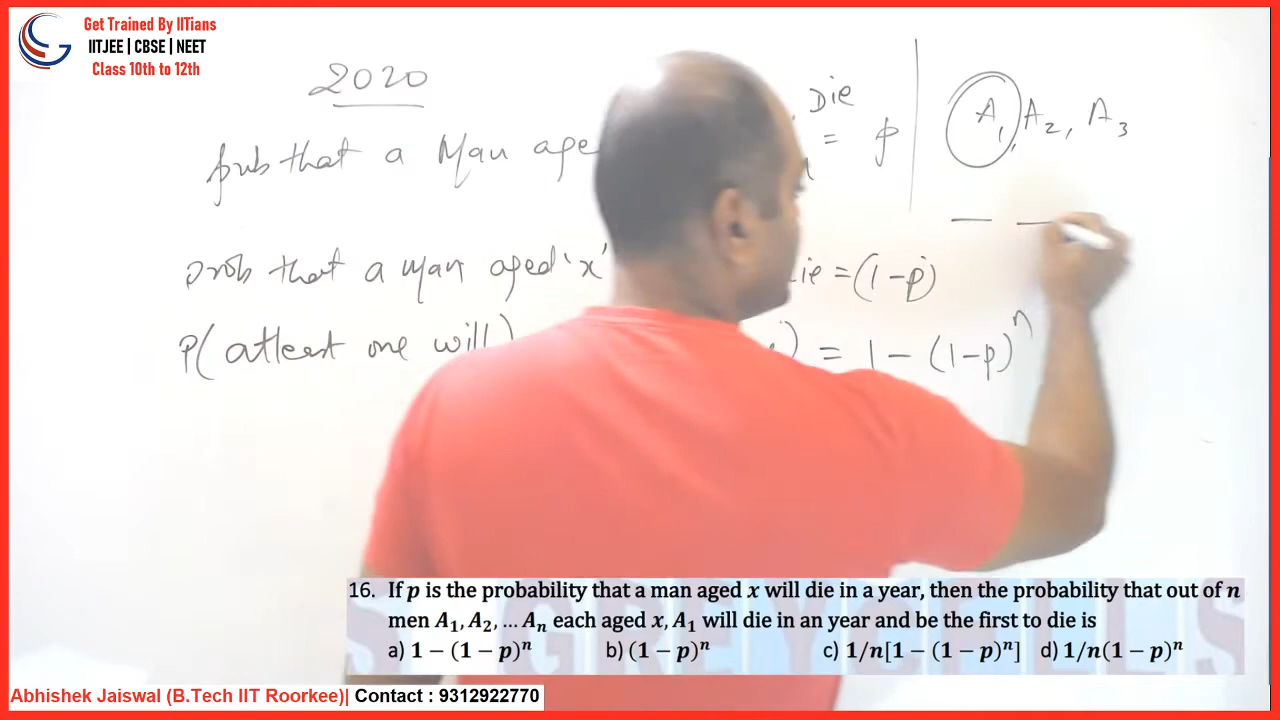 Get Trained By IITians
IITJEE | CBSE | NEET
Class 10th to 12th
2020
prob that a Man age
Die
= p
A1, A2, A3
prob that a Man aged 'x'
ie = (1-p)
P( atleast one will
) = 1 - (1-p)^n
16. If p is the probability that a man aged x will die in a year, then the probability that out of n
men A₁, A₂, ... Aₙ each aged x, A₁ will die in an year and be the first to die is
a) 1 − (1 − p)ⁿ b) (1 − p)ⁿ c) 1/n[1 − (1 − p)ⁿ] d) 1/n(1 − p)ⁿ
Abhishek Jaiswal (B.Tech IIT Roorkee)| Contact : 9312922770